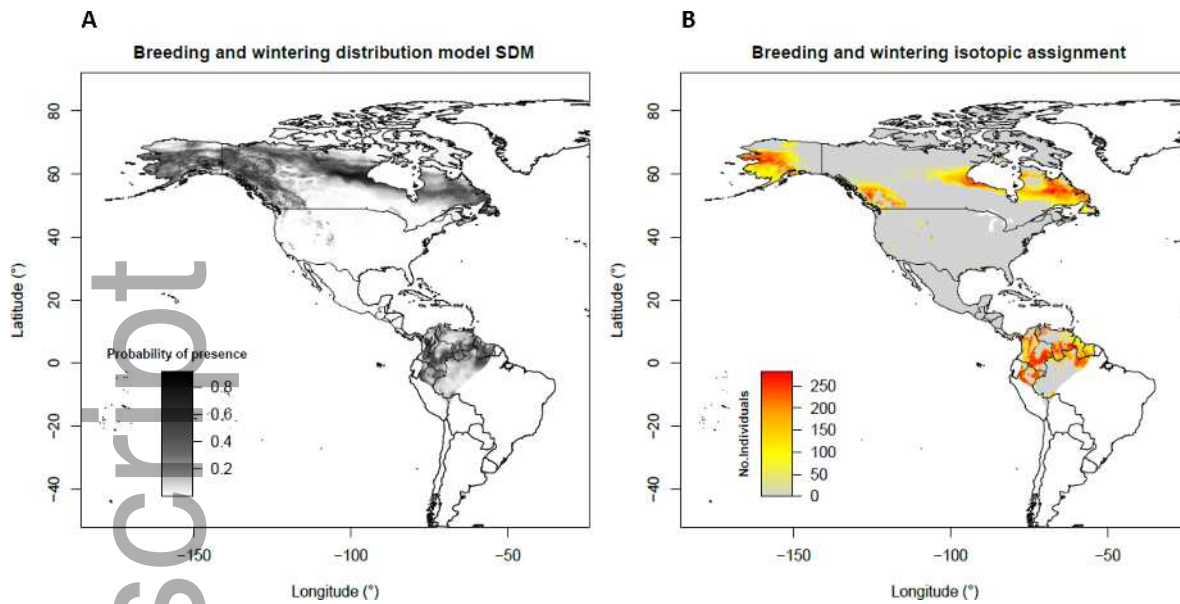 A
Breeding and wintering distribution model SDM
Latitude (°)
80
60
40
20
0
−20
−40
Probability of presence
0.8
0.6
0.4
0.2
−150
−100
−50
Longitude (°)
script
B
Breeding and wintering isotopic assignment
Latitude (°)
80
60
40
20
0
−20
−40
No.Individuals
250
200
150
100
50
0
−150
−100
−50
Longitude (°)